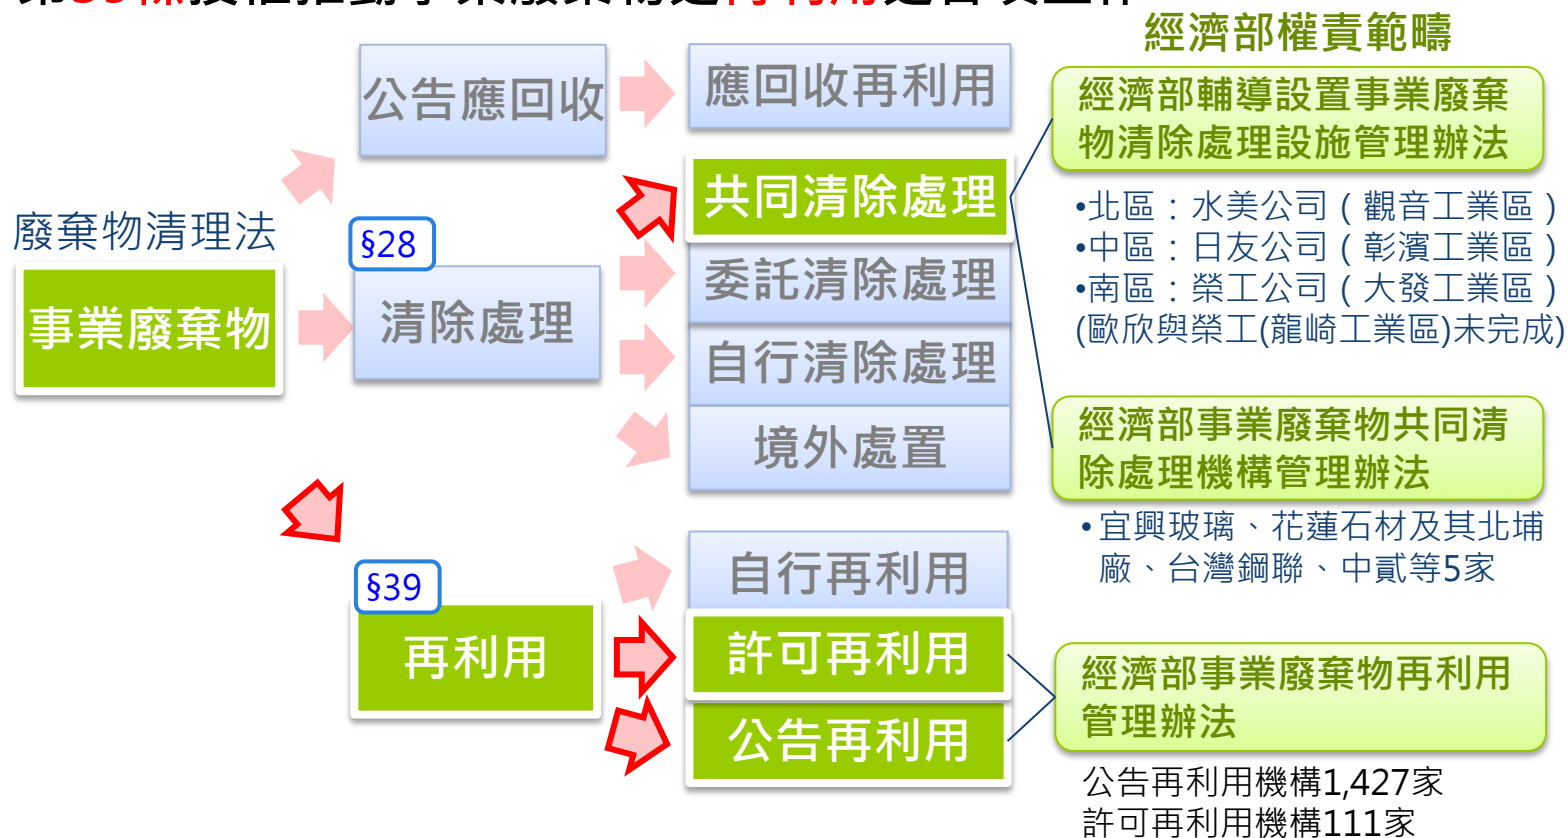 經濟部權責範疇
公告應回收
應回收再利用
經濟部輔導設置事業廢棄
物清除處理設施管理辦法
共同清除處理
•北區：水美公司（觀音工業區）
•中區：日友公司（彰濱工業區）
•南區：榮工公司（大發工業區）
(歐欣與榮工(龍崎工業區)未完成)
廢棄物清理法
事業廢棄物
§28
清除處理
委託清除處理
自行清除處理
境外處置
經濟部事業廢棄物共同清
除處理機構管理辦法
•宜興玻璃、花蓮石材及其北埔
廠、台灣鋼聯、中貳等5家
§39
再利用
自行再利用
許可再利用
公告再利用
經濟部事業廢棄物再利用
管理辦法
公告再利用機構1,427家
許可再利用機構111家